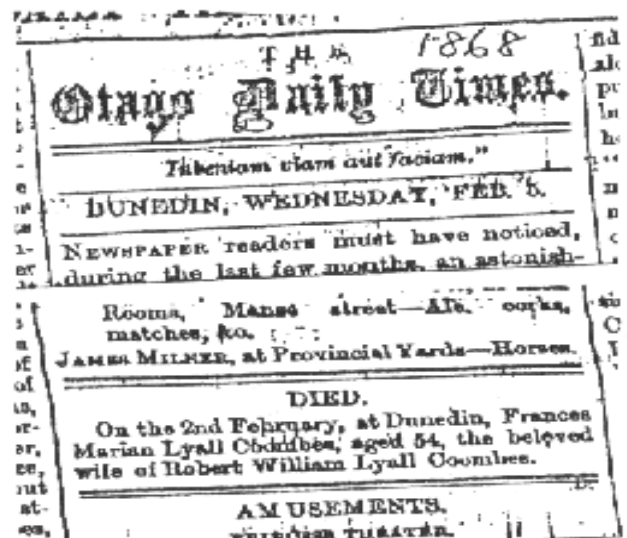 THE 1868
Otago Daily Times.
"Inveniam viam aut faciam."
DUNEDIN, WEDNESDAY, FEB. 5.
NEWSPAPER readers must have noticed,
during the last few months, an astonish-
Rooms, Manse street—Ale, corks,
matches, &c.
JAMES MILNER, at Provincial Yards—Horses.
DIED.
On the 2nd February, at Dunedin, Frances
Marian Lyall Coombes, aged 54, the beloved
wife of Robert William Lyall Coombes.
AMUSEMENTS.
PRINCESS THEATRE.